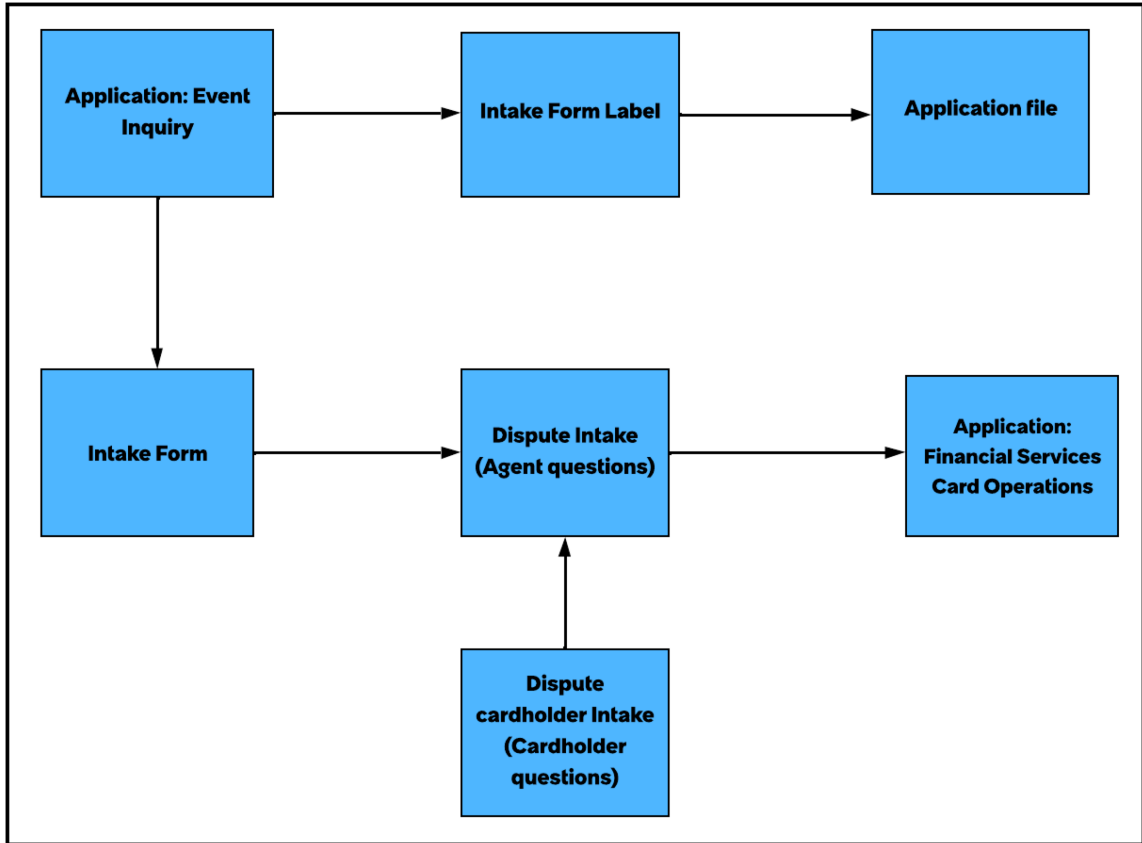 Application: Event
Inquiry
Intake Form Label
Application file
Intake Form
Dispute Intake
(Agent questions)
Application:
Financial Services
Card Operations
Dispute
cardholder Intake
(Cardholder
questions)